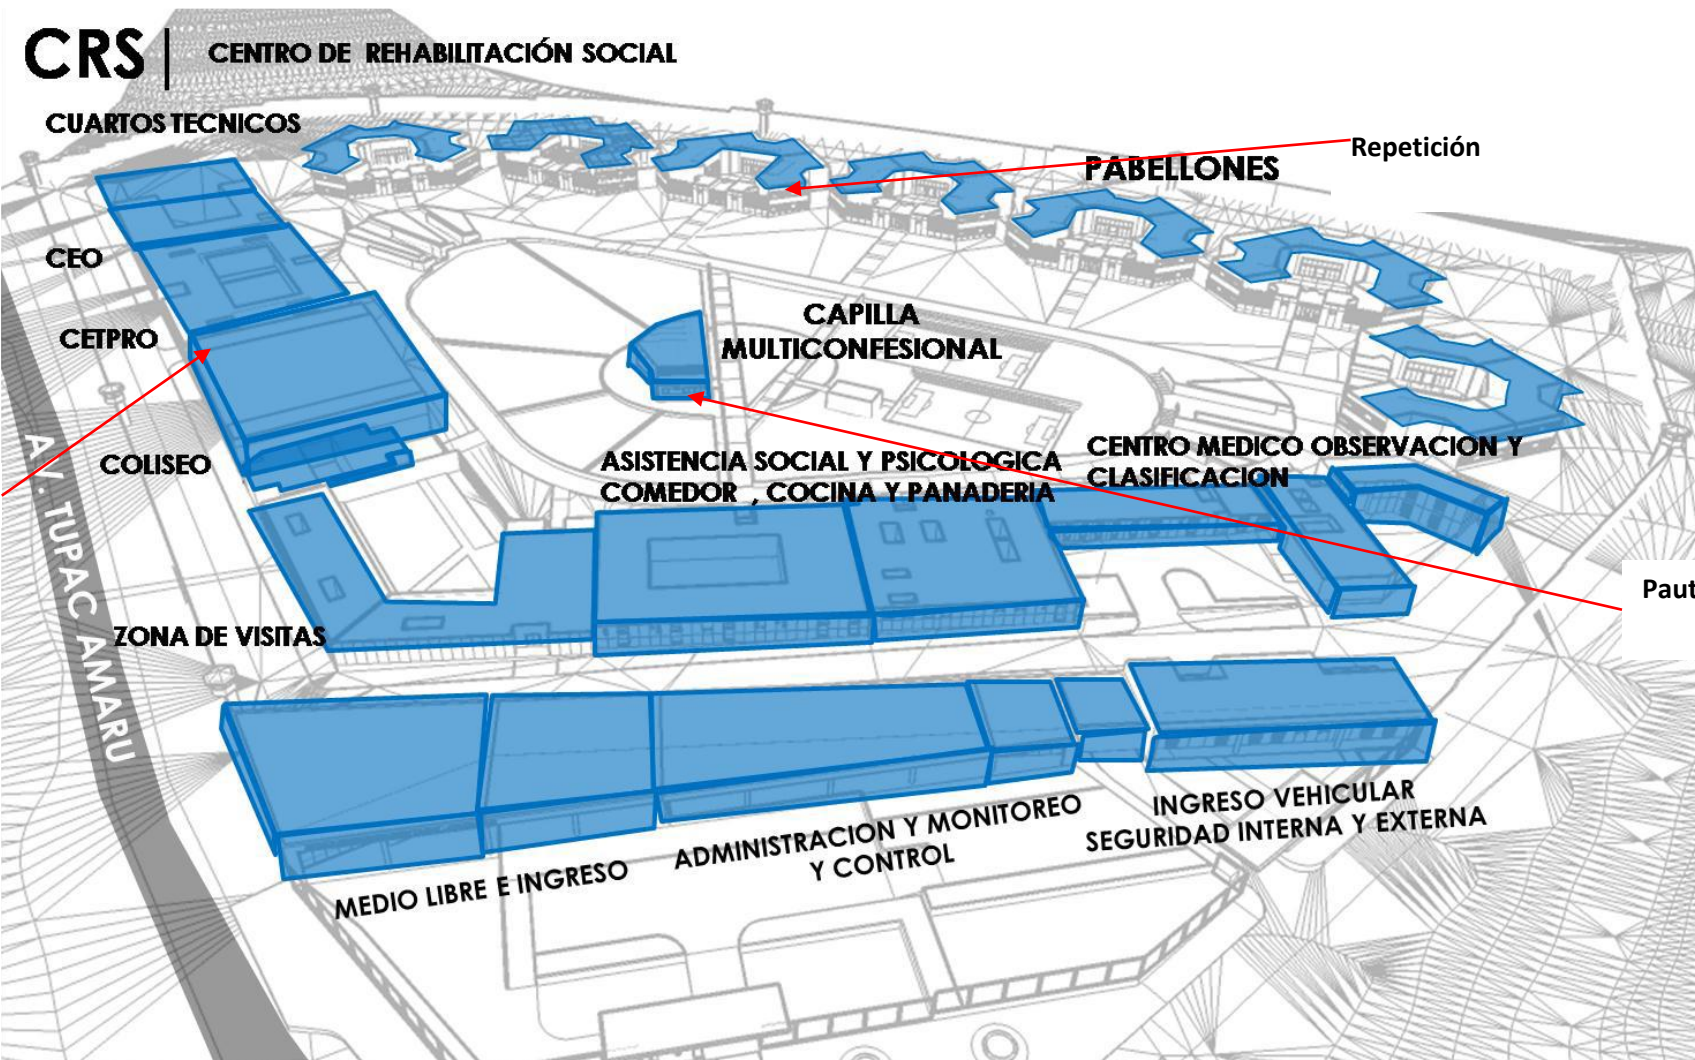 CRS
CENTRO DE REHABILITACIÓN SOCIAL
CUARTOS TECNICOS
Repetición
PABELLONES
CEO
CAPILLA
MULTICONFESIONAL
CETPRO
COLISEO
ASISTENCIA SOCIAL Y PSICOLOGICA
COMEDOR , COCINA Y PANADERIA
CENTRO MEDICO OBSERVACION Y
CLASIFICACION
AV. TUPAC AMARU
Paut
ZONA DE VISITAS
MEDIO LIBRE E INGRESO
ADMINISTRACION Y MONITOREO
Y CONTROL
INGRESO VEHICULAR
SEGURIDAD INTERNA Y EXTERNA